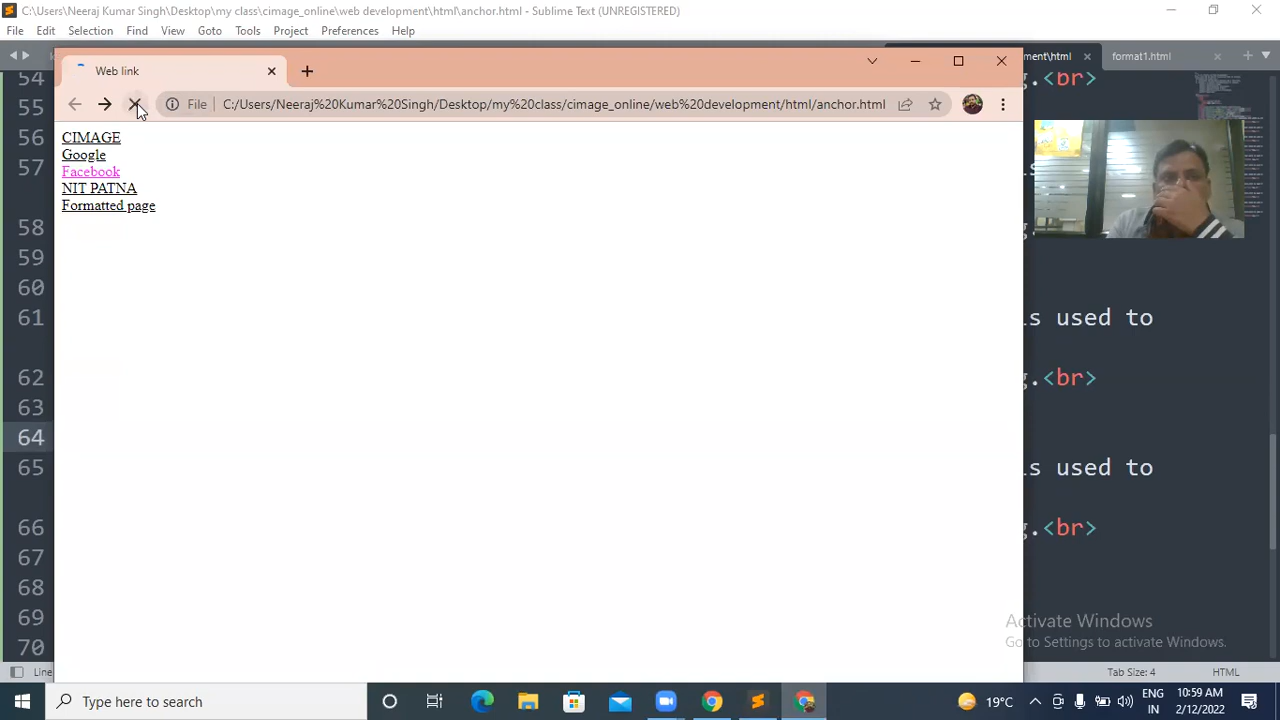 C:\Users\Neeraj Kumar Singh\Desktop\my class\cimage_online\web development\html\anchor.html - Sublime Text (UNREGISTERED)
File Edit Selection Find View Goto Tools Project Preferences Help
Web link
ment\html format1.html
File C:/Users/Neeraj%20Kumar%20Singh/Desktop/my%20class/cimage_online/web%20development/html/anchor.html
CIMAGE
Google
Facebook
NIT PATNA
Formatted page
54
55 .<br>
56
57
58
59
60
61 is used to
62 g.<br>
63
64
65 is used to
66 g.<br>
67
68
69
70
Activate Windows
Go to Settings to activate Windows.
Line Tab Size: 4 HTML
Type here to search 19°C ENG IN 10:59 AM 2/12/2022